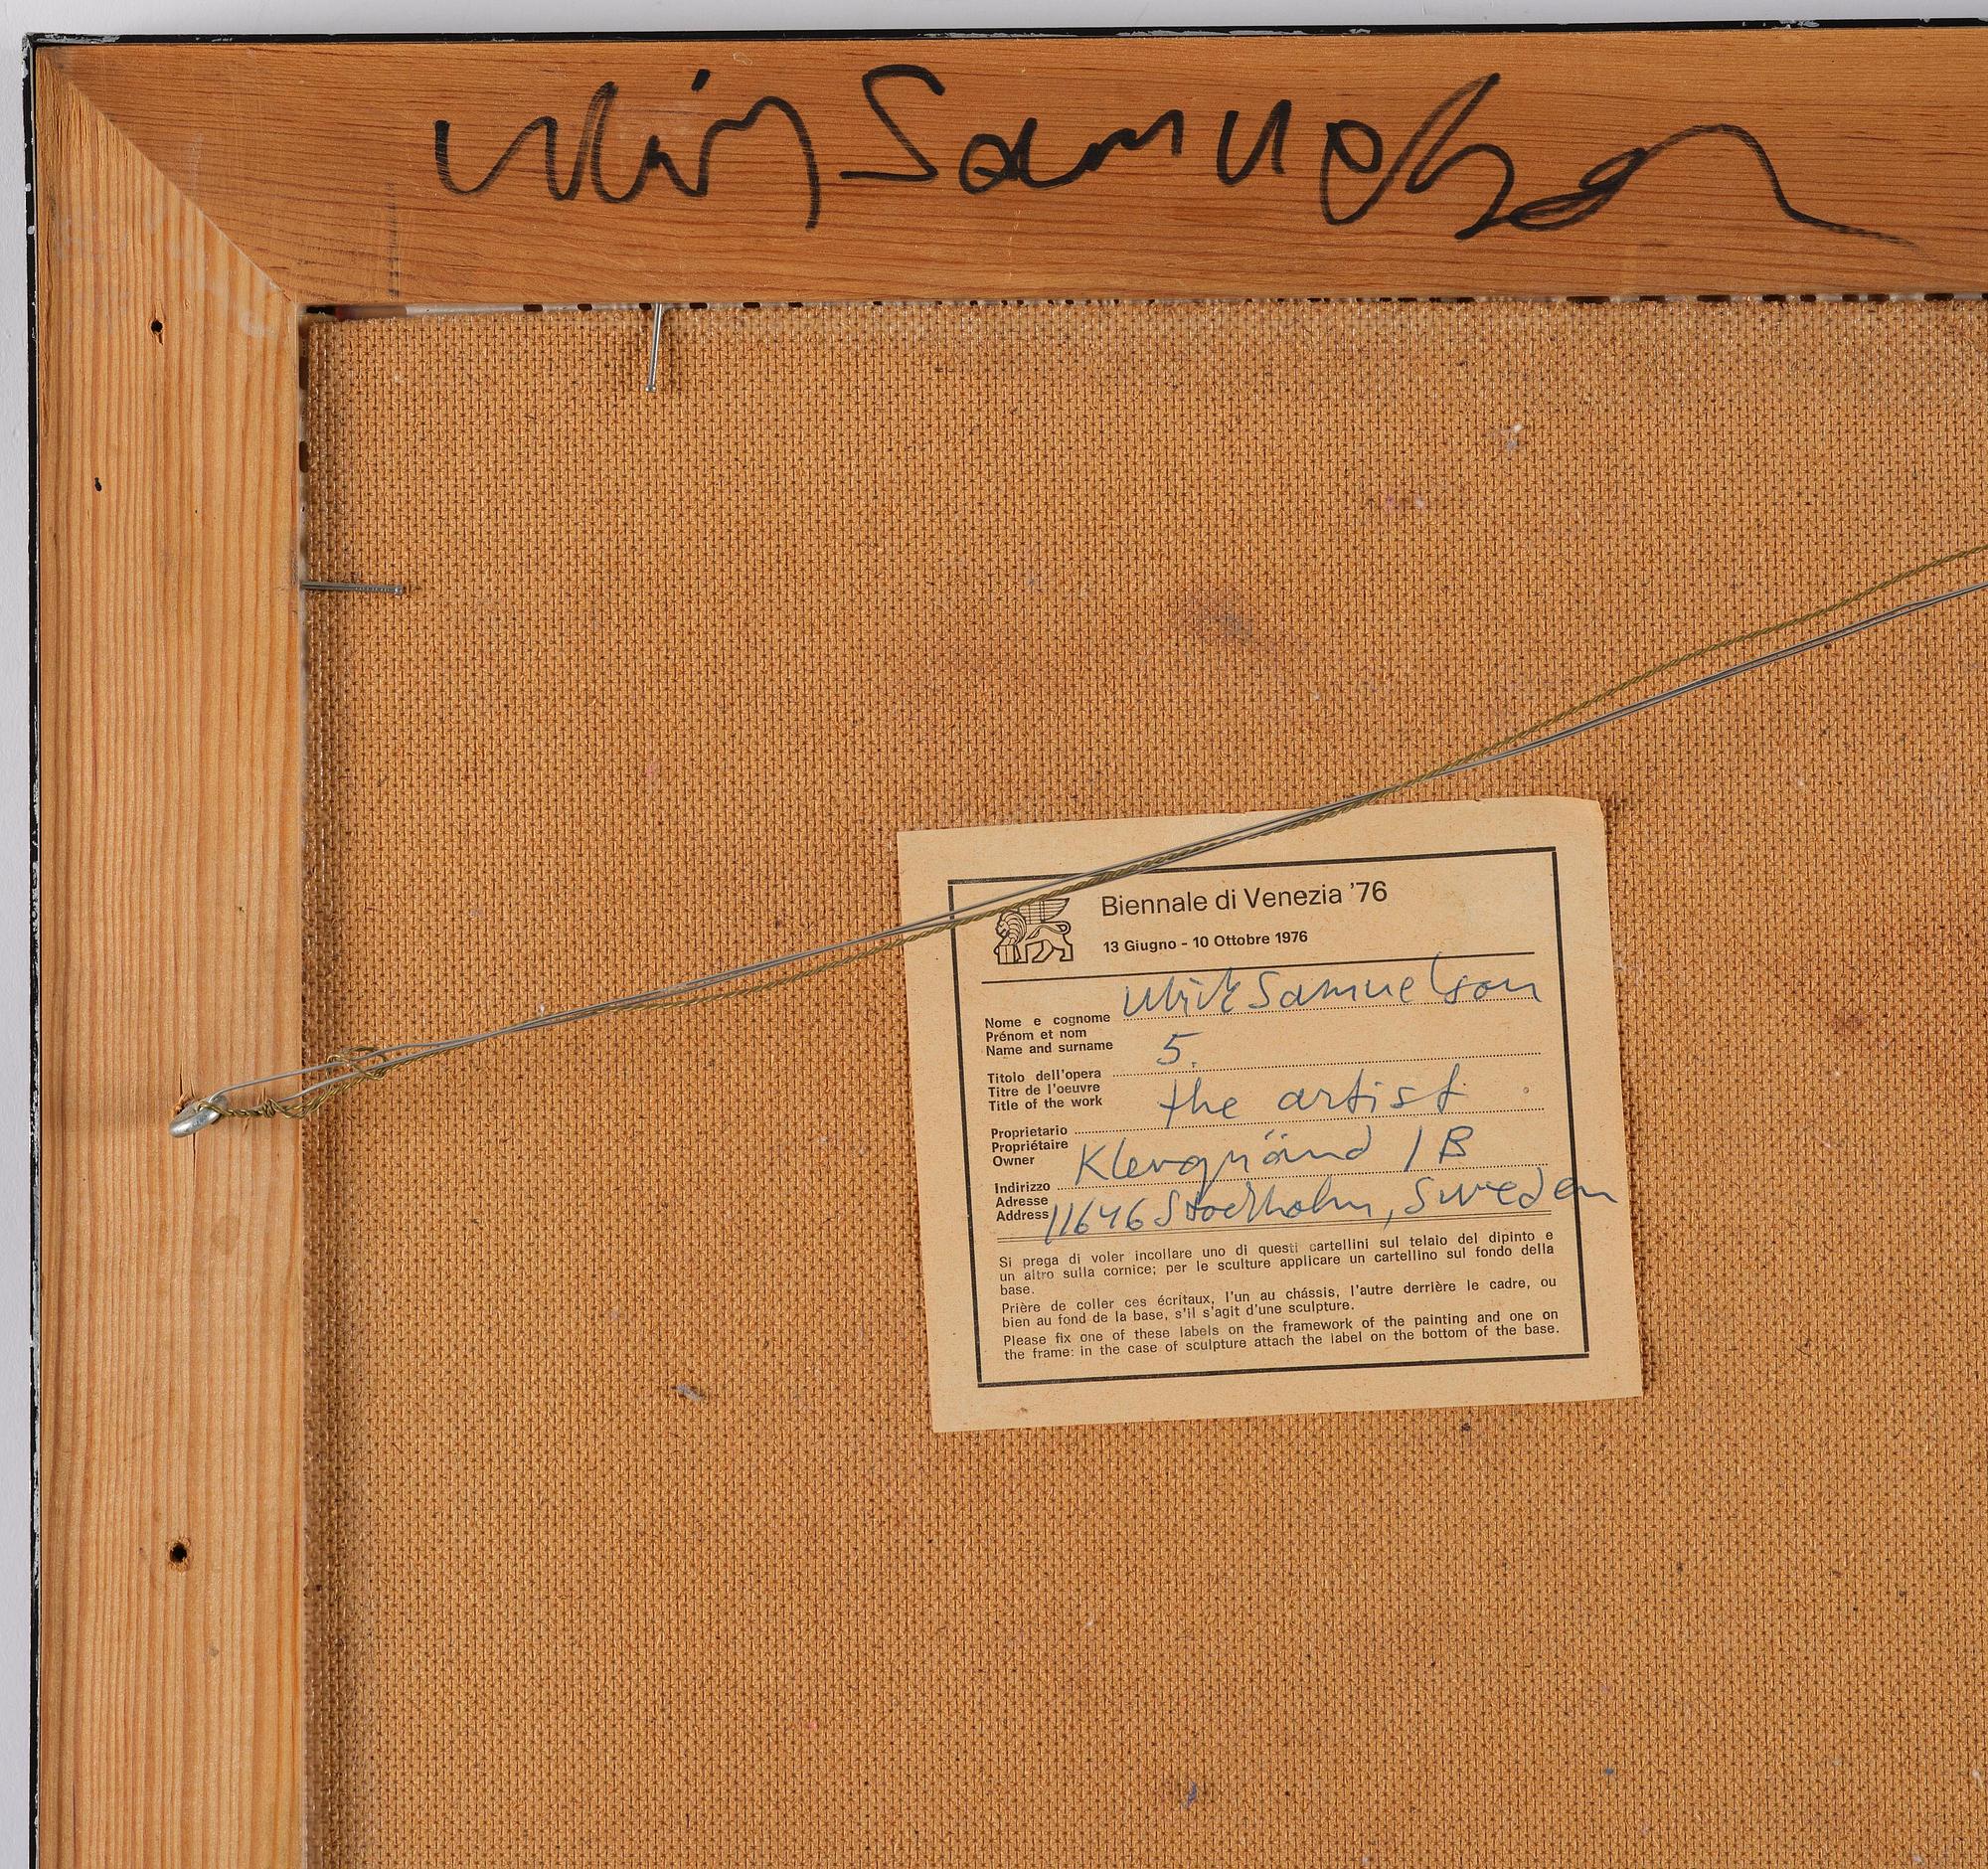 Ulrik Samuelson
Biennale di Venezia '76
13 Giugno - 10 Ottobre 1976
Ulrik Samuelson
Nome e cognome
Prénom et nom
Name and surname
5.
Titolo dell'opera
Titre de l'oeuvre
Title of the work
the artist
Proprietario
Propriétaire
Owner
Klevgränd 1B
Indirizzo
Adresse
Address
11646 Stockholm, Sweden
Si prega di voler incollare uno di questi cartellini sul telaio del dipinto e
un altro sulla cornice; per le sculture applicare un cartellino sul fondo della
base.
Prière de coller ces écritaux, l'un au châssis, l'autre derrière le cadre, ou
bien au fond de la base, s'il s'agit d'une sculpture.
Please fix one of these labels on the framework of the painting and one on
the frame: in the case of sculpture attach the label on the bottom of the base.